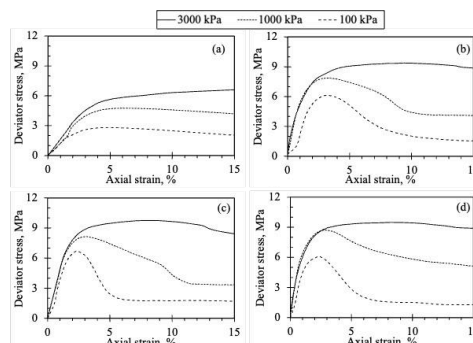 3000 kPa 1000 kPa 100 kPa
(a)
12
9
6
3
0
Deviator stress, MPa
0 5 10 15
Axial strain, %
(b)
12
9
6
3
0
Deviator stress, MPa
0 5 10 15
Axial strain, %
(c)
12
9
6
3
0
Deviator stress, MPa
0 5 10 15
Axial strain, %
(d)
12
9
6
3
0
Deviator stress, MPa
0 5 10 15
Axial strain, %